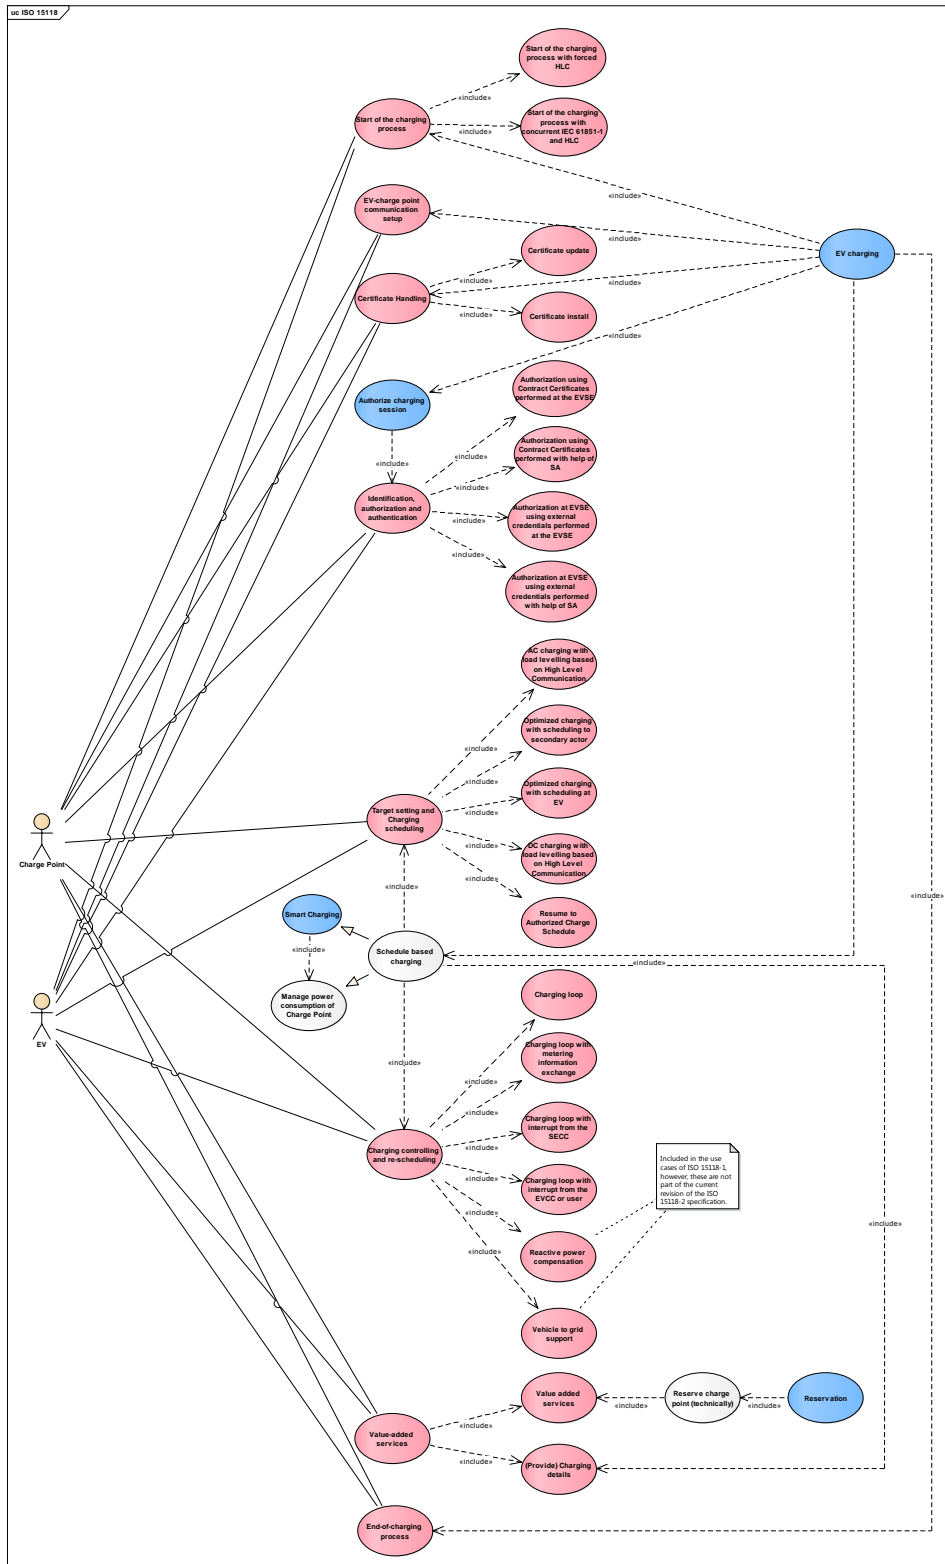 uc ISO 15118
Start of the charging
process with forced
HLC
«include»
Start of the charging
process
«include»
Start of the charging
process with
concurrent IEC 61851-1
and HLC
«include»
EV-charge point
communication
setup
«include»
EV charging
Certificate update
«include»
«include»
Certificate Handling
«include»
Certificate install
«include»
Authorize charging
session
Authorization using
Contract Certificates
performed at the EVSE
«include»
«include»
Authorization using
Contract Certificates
performed with help of
SA
«include»
Identification,
authorization and
authentication
«include»
Authorization at EVSE
using external
credentials performed
at the EVSE
«include»
Authorization at EVSE
using external
credentials performed
with help of SA
AC charging with
load levelling based
on High Level
Communication
«include»
Optimized charging
with scheduling to
secondary actor
«include»
Optimized charging
with scheduling at
EV
«include»
Target setting and
Charging
scheduling
Charge Point
«include»
DC charging with
load levelling based
on High Level
Communication
«include»
«include»
«include»
Resume to
Authorized Charge
Schedule
Smart Charging
«include»
Schedule based
charging
«include»
Manage power
consumption of
Charge Point
EV
Charging loop
«include»
«include»
Charging loop with
metering
information
exchange
«include»
Charging loop with
interrupt from the
SECC
«include»
Charging controlling
and re-scheduling
«include»
Charging loop with
interrupt from the
EVCC or user
«include»
Included in the use
cases of ISO 15118-1,
however, these are not
part of the current
revision of the ISO
15118-2 specification.
«include»
«include»
Reactive power
compensation
Vehicle to grid
support
Value added
services
«include»
Reserve charge
point (technically)
«include»
Reservation
«include»
Value-added
services
«include»
(Provide) Charging
details
End-of-charging
process